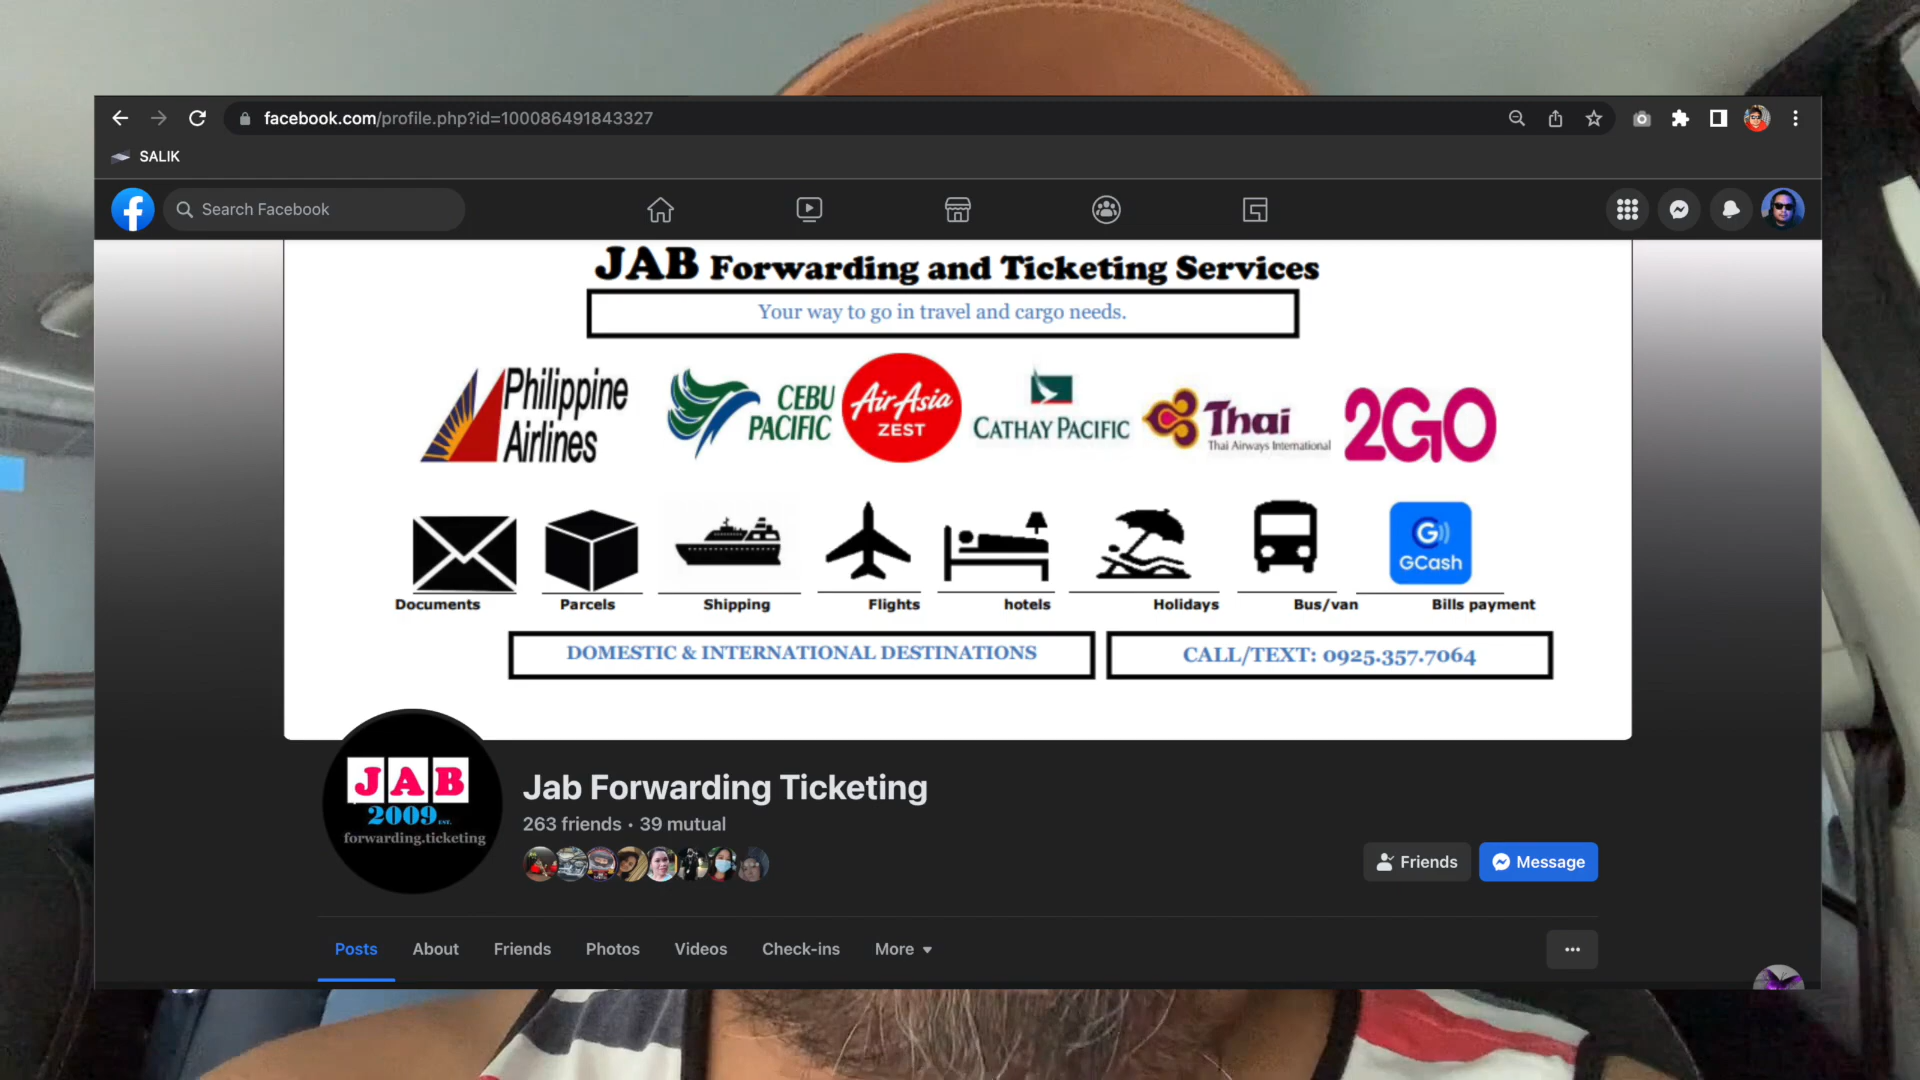 facebook.com/profile.php?id=100086491843327
SALIK
Search Facebook
JAB Forwarding and Ticketing Services
Your way to go in travel and cargo needs.
Philippine Airlines
CEBU PACIFIC
AirAsia ZEST
CATHAY PACIFIC
Thai
Thai Airways International
2GO
G
GCash
Documents Parcels Shipping Flights hotels Holidays Bus/van Bills payment
DOMESTIC & INTERNATIONAL DESTINATIONS
CALL/TEXT: 0925.357.7064
JAB
2009 EST.
forwarding.ticketing
Jab Forwarding Ticketing
263 friends · 39 mutual
Friends
Message
Posts About Friends Photos Videos Check-ins More